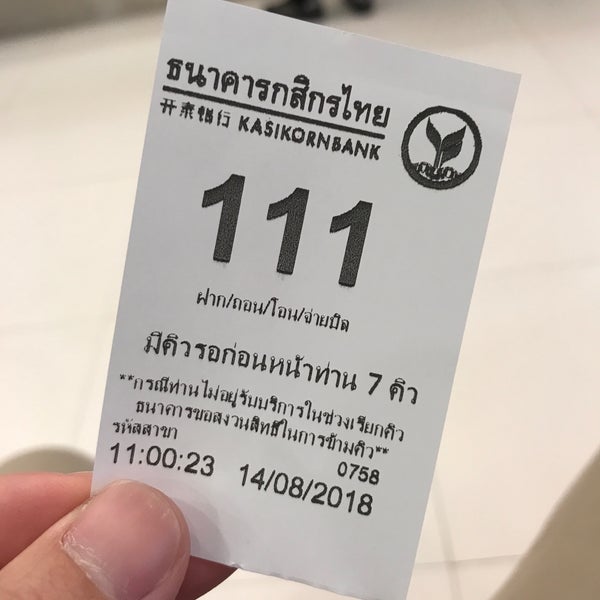 ธนาคารกสิกรไทย
开泰银行 KASIKORNBANK
111
ฝาก/ถอน/โอน/จ่ายบิล
มีคิวรอก่อนหน้าท่าน 7 คิว
**กรณีท่านไม่อยู่รับบริการในช่วงเรียกคิว
ธนาคารขอสงวนสิทธิ์ในการข้ามคิว**
รหัสสาขา 0758
11:00:23 14/08/2018